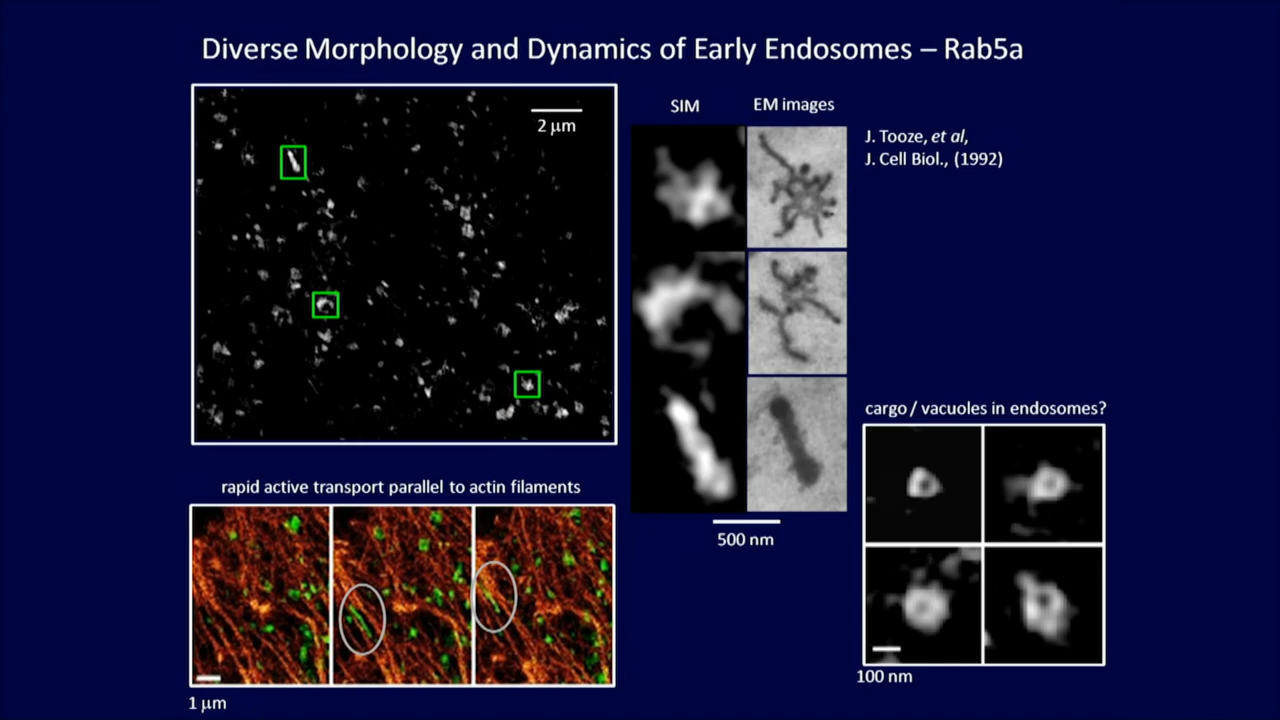 Diverse Morphology and Dynamics of Early Endosomes – Rab5a
2 μm
SIM
EM images
J. Tooze, et al,
J. Cell Biol., (1992)
500 nm
rapid active transport parallel to actin filaments
1 μm
cargo / vacuoles in endosomes?
100 nm